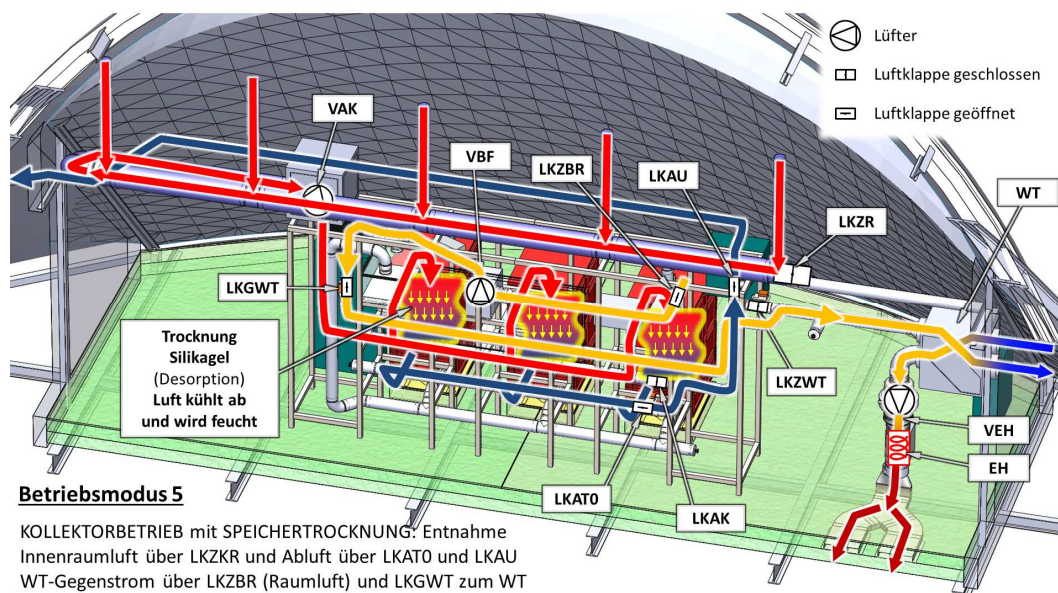 Lüfter
Luftklappe geschlossen
Luftklappe geöffnet
VAK
VBF
LKZBR
LKAU
LKZR
WT
LKGWT
Trocknung
Silikagel
(Desorption)
Luft kühlt ab
und wird feucht
LKZWT
VEH
EH
LKAT0
LKAK
Betriebsmodus 5
KOLLEKTORBETRIEB mit SPEICHERTROCKNUNG: Entnahme
Innenraumluft über LKZKR und Abluft über LKAT0 und LKAU
WT-Gegenstrom über LKZBR (Raumluft) und LKGWT zum WT